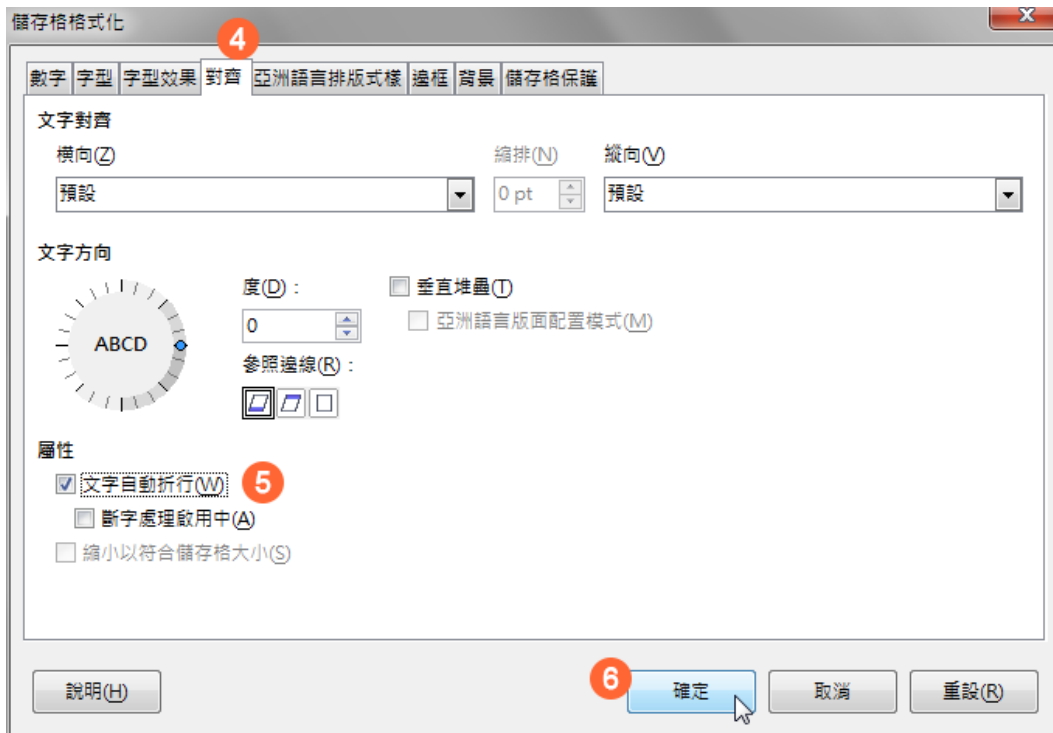 儲存格格式化
4
數字 字型 字型效果 對齊 亞洲語言排版式樣 邊框 背景 儲存格保護
文字對齊
橫向(Z) 縮排(N) 縱向(V)
預設 0 pt 預設
文字方向
度(D)： 垂直堆疊(T)
ABCD 0 亞洲語言版面配置模式(M)
參照邊線(R)：
屬性
文字自動折行(W) 5
斷字處理啟用中(A)
縮小以符合儲存格大小(S)
說明(H) 6 確定 取消 重設(R)